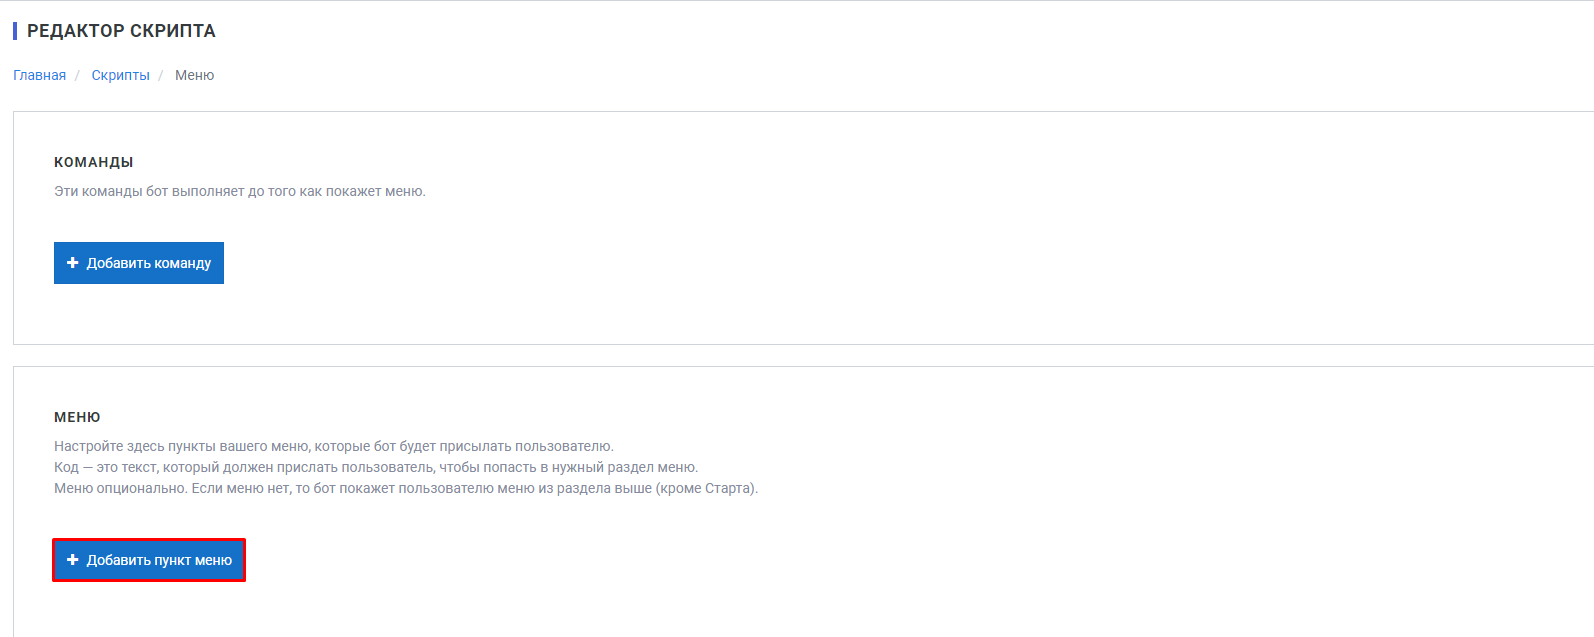 РЕДАКТОР СКРИПТА
Главная / Скрипты / Меню
КОМАНДЫ
Эти команды бот выполняет до того как покажет меню.
+ Добавить команду
МЕНЮ
Настройте здесь пункты вашего меню, которые бот будет присылать пользователю.
Код — это текст, который должен прислать пользователь, чтобы попасть в нужный раздел меню.
Меню опционально. Если меню нет, то бот покажет пользователю меню из раздела выше (кроме Старта).
+ Добавить пункт меню